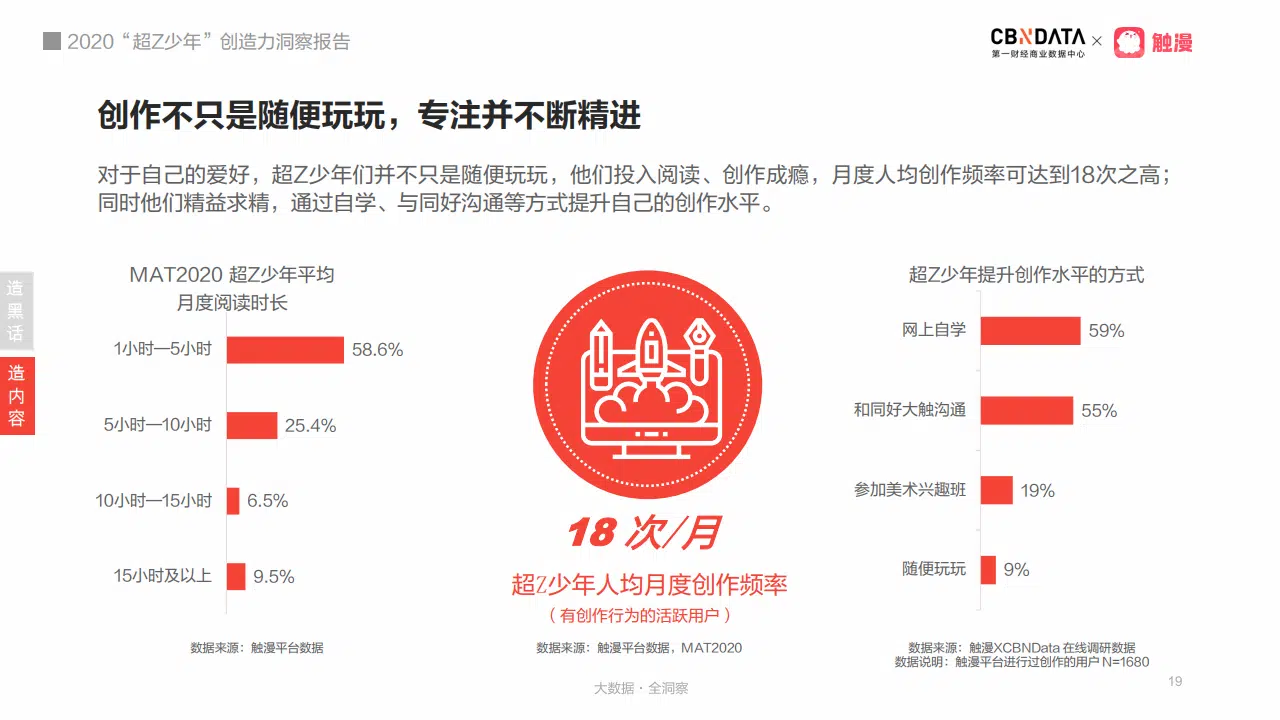 2020 “超Z少年” 创造力洞察报告
CBNDATA × 触漫
第一财经商业数据中心
创作不只是随便玩玩，专注并不断精进
对于自己的爱好，超Z少年们并不只是随便玩玩，他们投入阅读、创作成瘾，月度人均创作频率可达到18次之高；
同时他们精益求精，通过自学、与同好沟通等方式提升自己的创作水平。
造黑话
造内容
MAT2020 超Z少年平均
月度阅读时长
1小时—5小时 58.6%
5小时—10小时 25.4%
10小时—15小时 6.5%
15小时及以上 9.5%
数据来源：触漫平台数据
18 次/月
超Z少年人均月度创作频率
（有创作行为的活跃用户）
数据来源：触漫平台数据，MAT2020
超Z少年提升创作水平的方式
网上自学 59%
和同好大触沟通 55%
参加美术兴趣班 19%
随便玩玩 9%
数据来源：触漫XCBNData 在线调研数据
数据说明：触漫平台进行过创作的用户 N=1680
大数据 · 全洞察
19